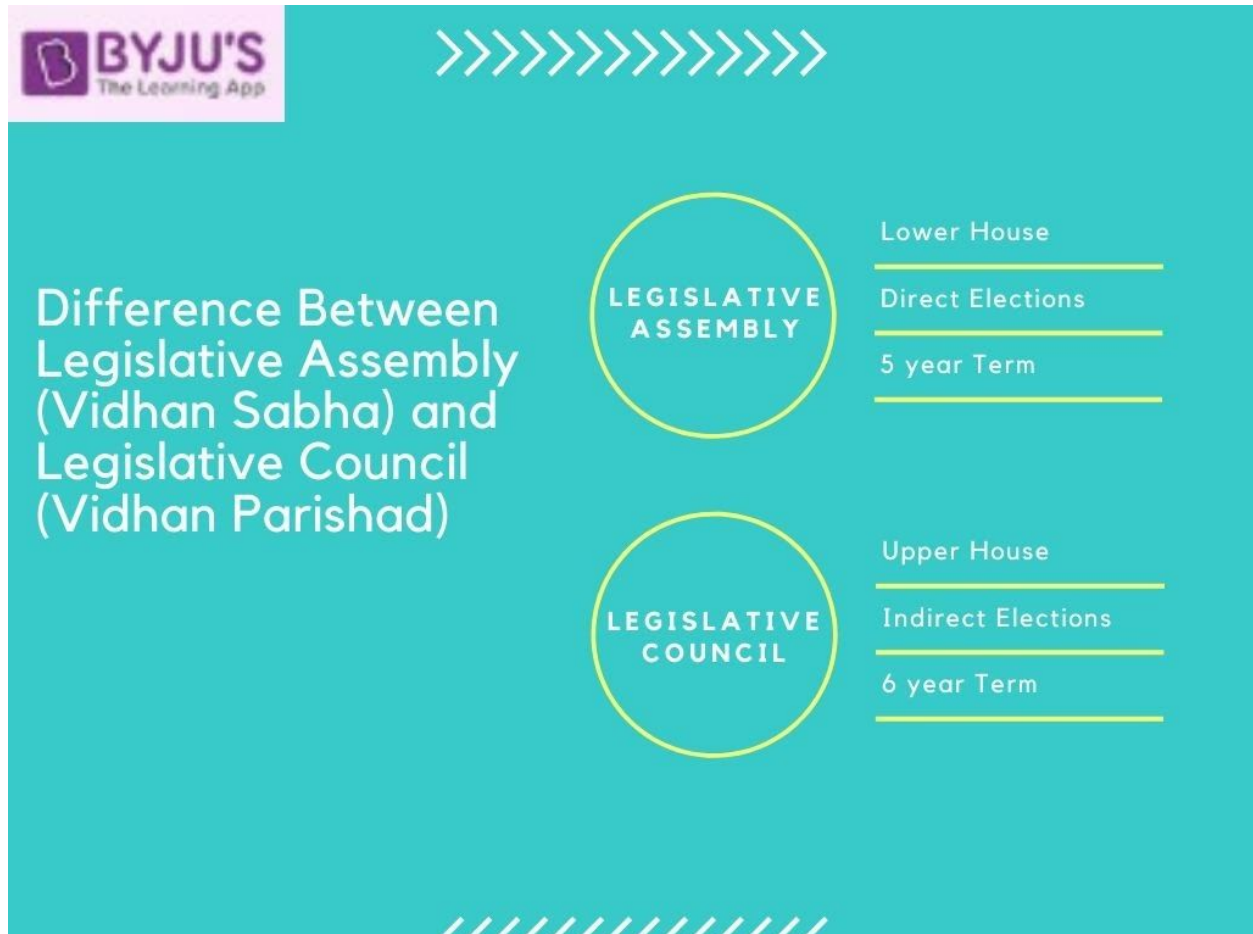 BYJU'S
The Learning App
Difference Between
Legislative Assembly
(Vidhan Sabha) and
Legislative Council
(Vidhan Parishad)
LEGISLATIVE
ASSEMBLY
Lower House
Direct Elections
5 year Term
LEGISLATIVE
COUNCIL
Upper House
Indirect Elections
6 year Term